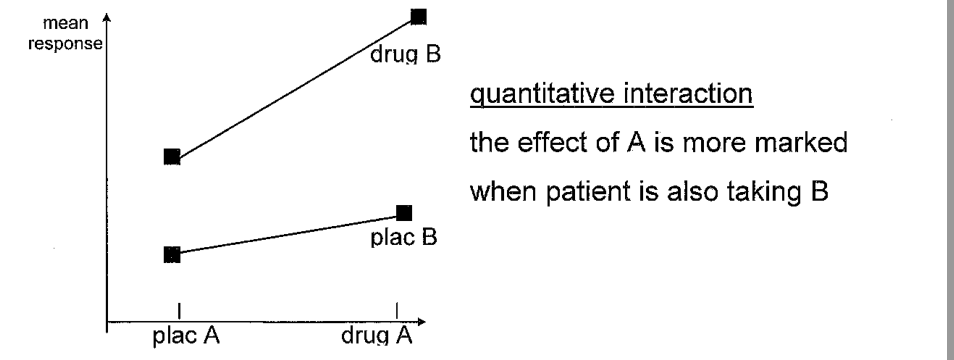 mean
response
drug B
quantitative interaction
the effect of A is more marked
when patient is also taking B
plac B
plac A
drug A